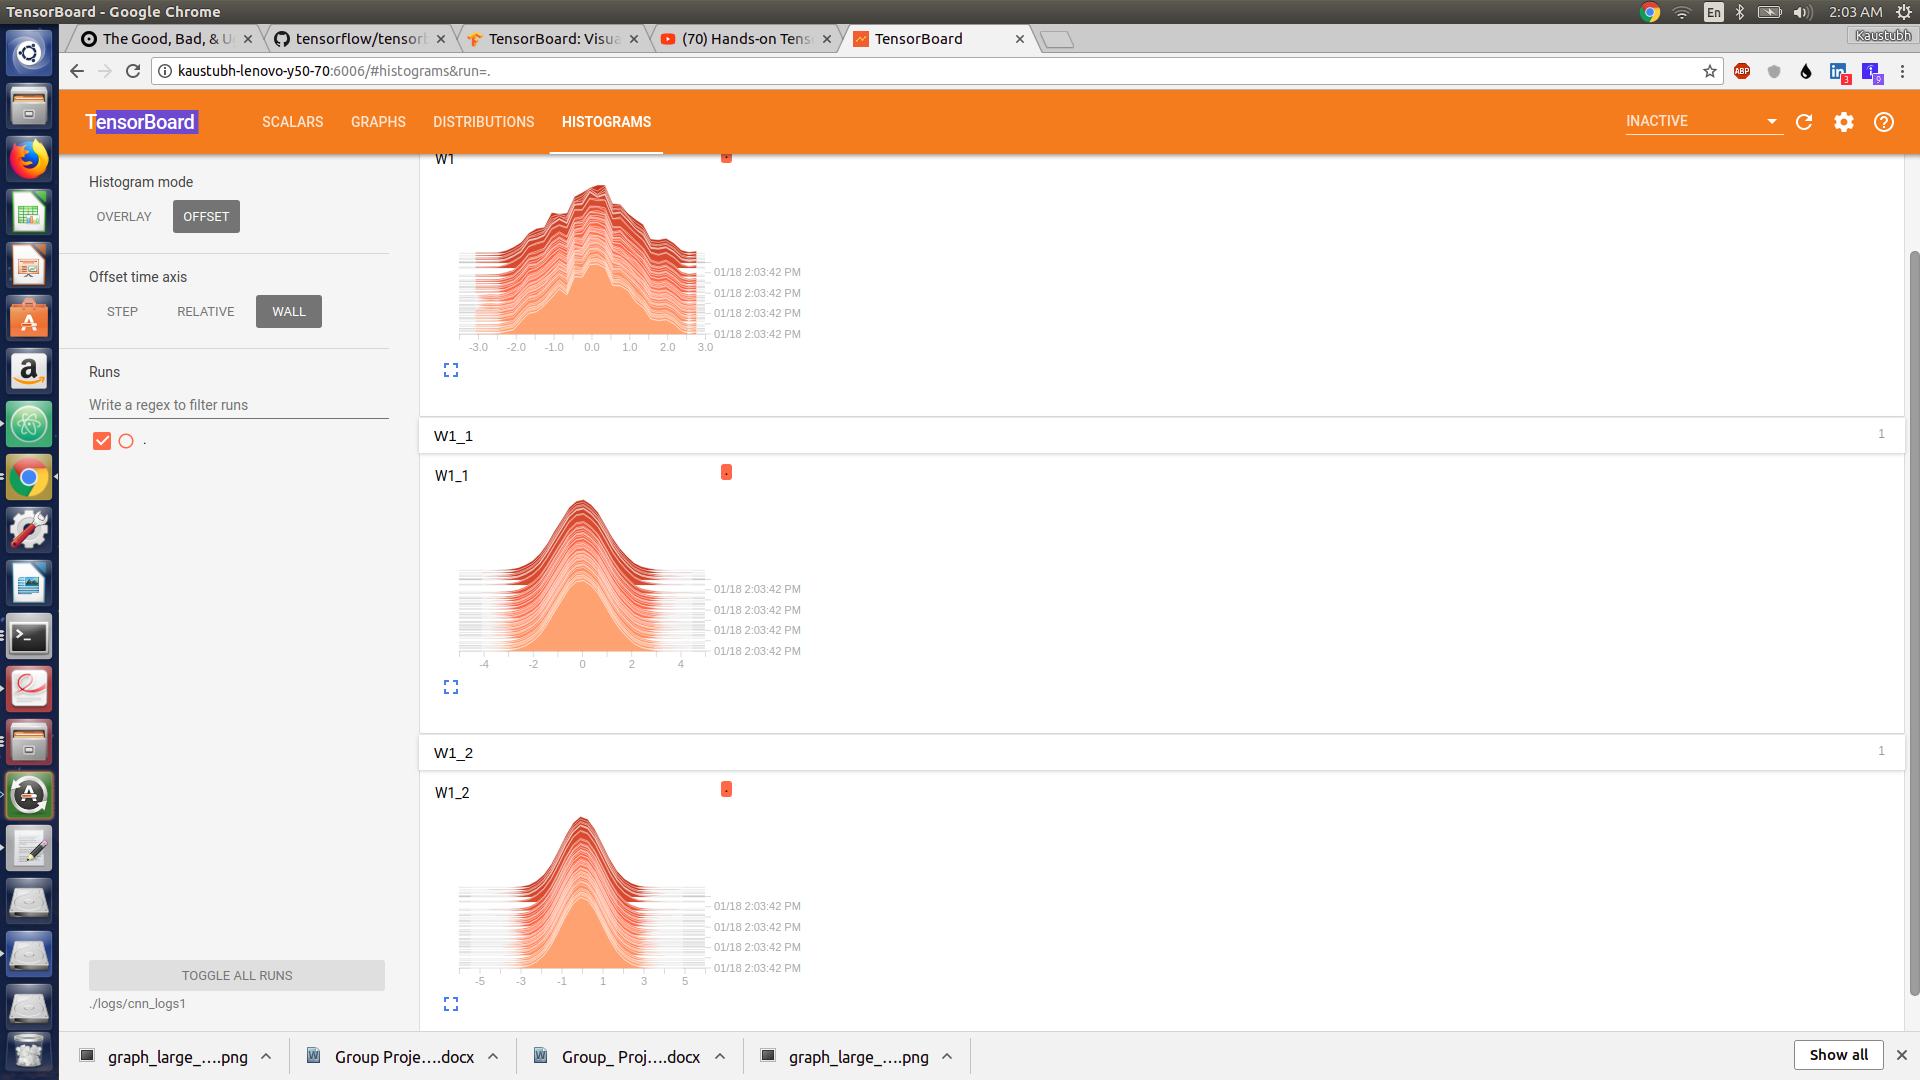 TensorBoard - Google Chrome
En
2:03 AM
The Good, Bad, & U
tensorflow/tensorb
TensorBoard: Visua
(70) Hands-on Tens
TensorBoard
Kaustubh
kaustubh-lenovo-y50-70:6006/#histograms&run=.
ABP
in
3
9
TensorBoard
SCALARS
GRAPHS
DISTRIBUTIONS
HISTOGRAMS
INACTIVE
Histogram mode
OVERLAY
OFFSET
Offset time axis
STEP
RELATIVE
WALL
Runs
Write a regex to filter runs
.
TOGGLE ALL RUNS
./logs/cnn_logs1
W1
.
01/18 2:03:42 PM
01/18 2:03:42 PM
01/18 2:03:42 PM
01/18 2:03:42 PM
-3.0 -2.0 -1.0 0.0 1.0 2.0 3.0
W1_1
1
W1_1
.
01/18 2:03:42 PM
01/18 2:03:42 PM
01/18 2:03:42 PM
01/18 2:03:42 PM
-4 -2 0 2 4
W1_2
1
W1_2
.
01/18 2:03:42 PM
01/18 2:03:42 PM
01/18 2:03:42 PM
01/18 2:03:42 PM
-5 -3 -1 1 3 5
graph_large_....png
Group Proje....docx
Group_ Proj....docx
graph_large_....png
Show all